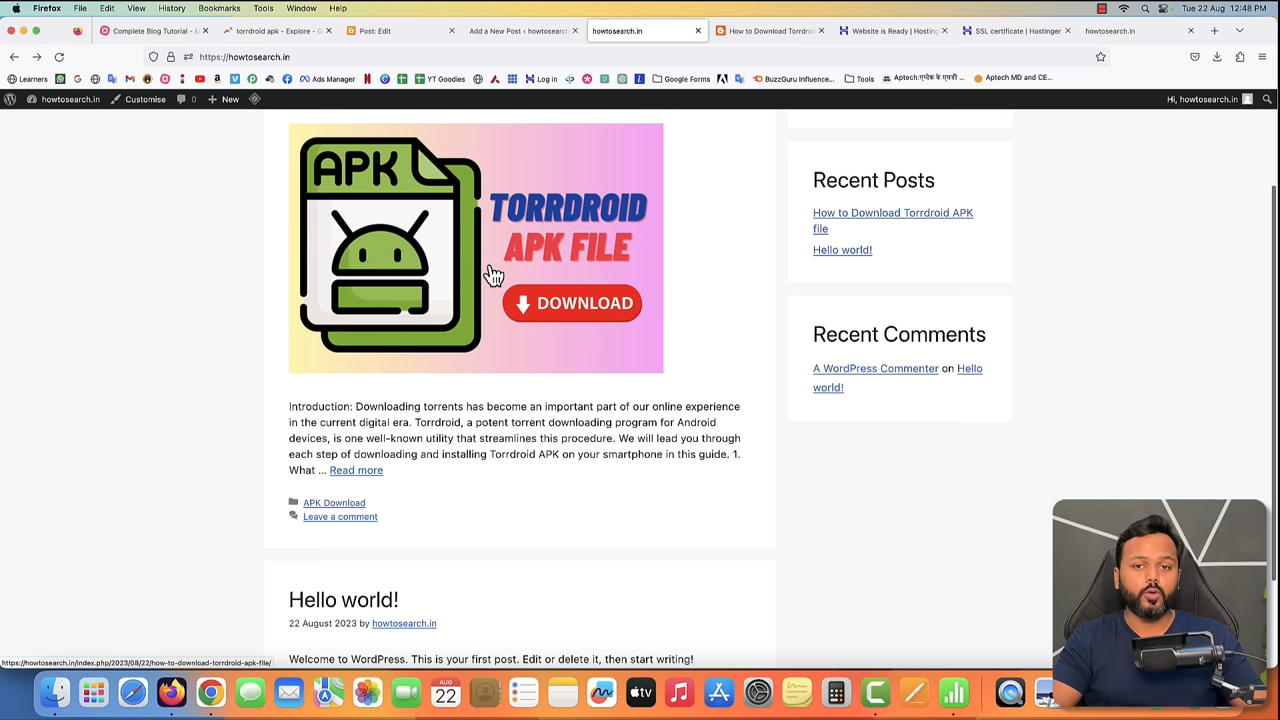 Firefox File Edit View History Bookmarks Tools Window Help Tue 22 Aug 12:48 PM
Complete Blog Tutorial - torrdroid apk - Explore - G Post: Edit Add a New Post ‹ howtosearch howtosearch.in How to Download Torrdroid Website is Ready | Hosting SSL certificate | Hostinger howtosearch.in
https://howtosearch.in
Learners Ads Manager YT Goodies Log in Google Forms BuzzGuru Influence... Tools Aptech:एप्टेक के एमडी... Aptech MD and CE...
howtosearch.in Customise 0 New Hi, howtosearch.in
APK
TORRDROID
APK FILE
DOWNLOAD
Introduction: Downloading torrents has become an important part of our online experience
in the current digital era. Torrdroid, a potent torrent downloading program for Android
devices, is one well-known utility that streamlines this procedure. We will lead you through
each step of downloading and installing Torrdroid APK on your smartphone in this guide. 1.
What ... Read more
APK Download
Leave a comment
Hello world!
22 August 2023 by howtosearch.in
Welcome to WordPress. This is your first post. Edit or delete it, then start writing!
Recent Posts
How to Download Torrdroid APK
file
Hello world!
Recent Comments
A WordPress Commenter on Hello
world!
https://howtosearch.in/index.php/2023/08/22/how-to-download-torrdroid-apk-file/
AUG
22
tv